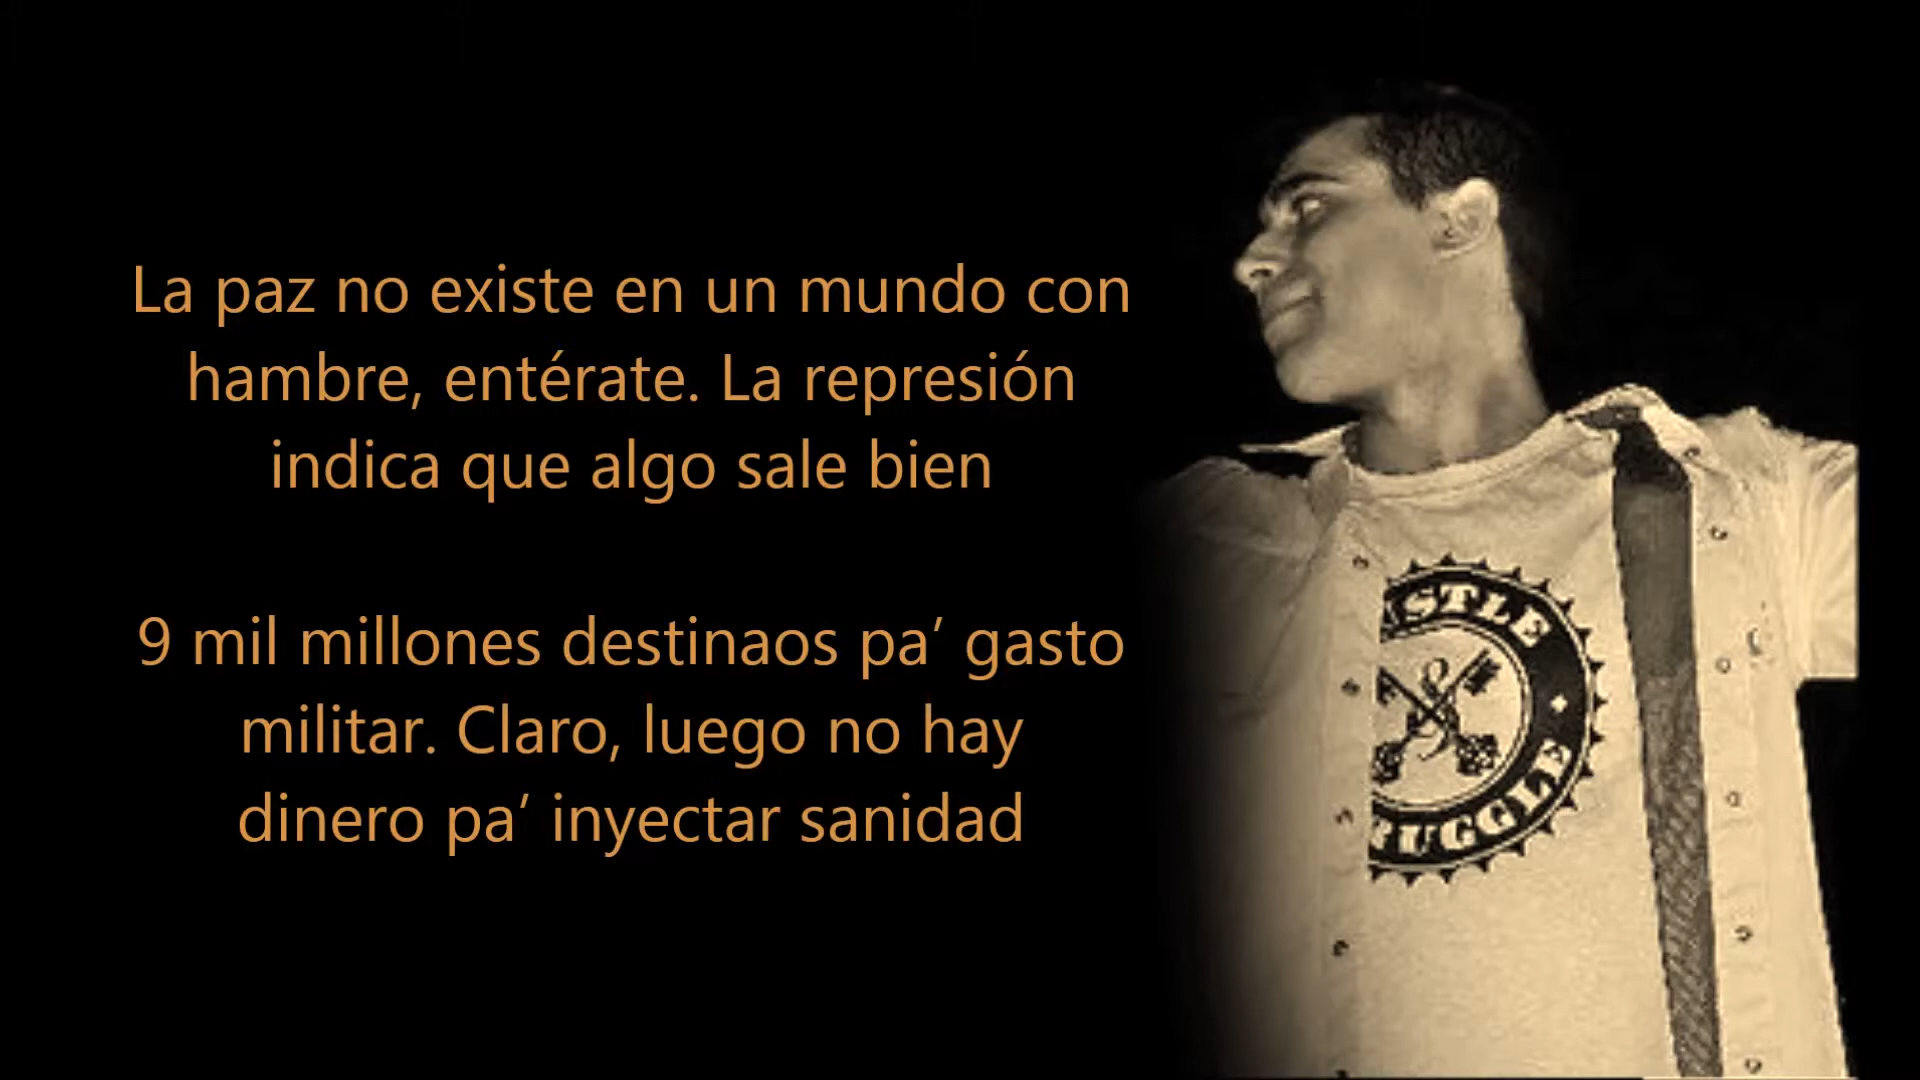 La paz no existe en un mundo con
hambre, entérate. La represión
indica que algo sale bien
9 mil millones destinaos pa’ gasto
militar. Claro, luego no hay
dinero pa’ inyectar sanidad